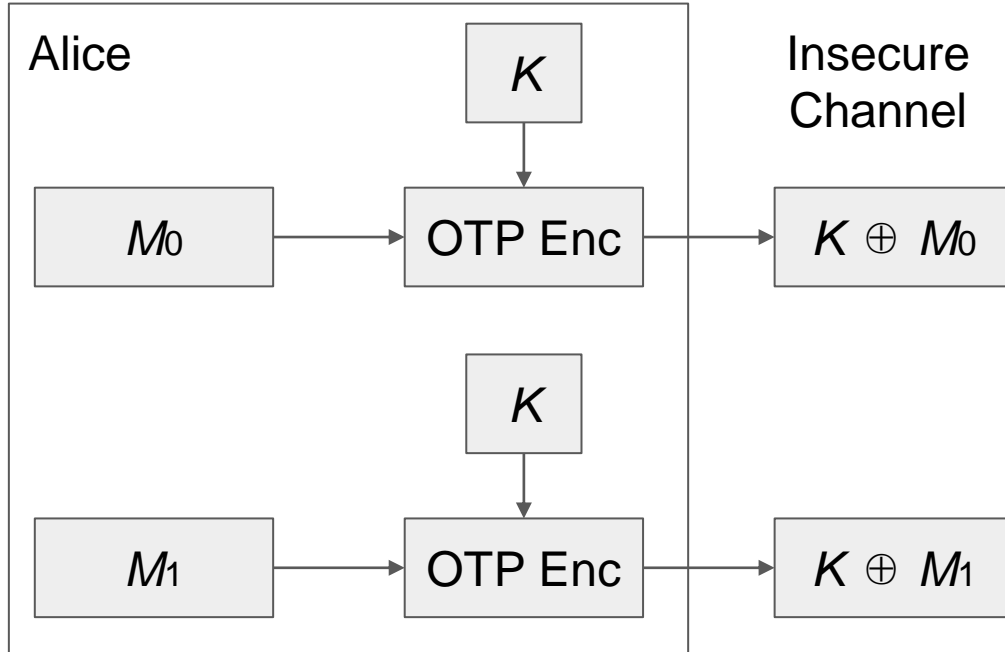 Alice
K
Insecure
Channel
M0
OTP Enc
K ⊕ M0
K
M1
OTP Enc
K ⊕ M1